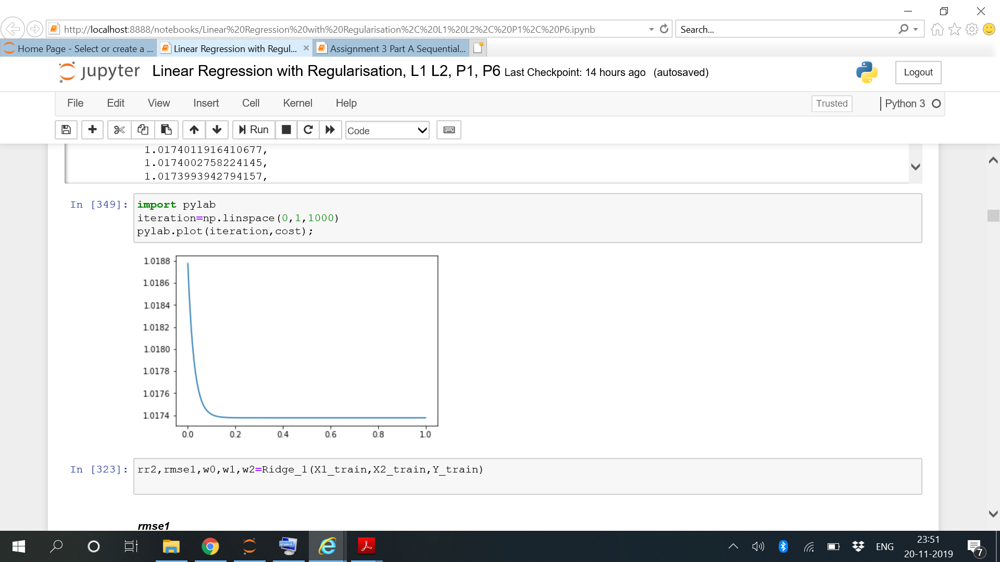 http://localhost:8888/notebooks/Linear%20Regression%20with%20Regularisation%2C%20L1%20L2%2C%20P1%2C%20P6.ipynb
Search...
Home Page - Select or create a ...
Linear Regression with Regul...
Assignment 3 Part A Sequential...
jupyter Linear Regression with Regularisation, L1 L2, P1, P6 Last Checkpoint: 14 hours ago (autosaved)
Logout
File Edit View Insert Cell Kernel Help
Trusted
Python 3
Run
Code
1.0174011916410677,
1.0174002758224145,
1.0173993942794157,
In [349]:
import pylab
iteration=np.linspace(0,1,1000)
pylab.plot(iteration,cost);
1.0188
1.0186
1.0184
1.0182
1.0180
1.0178
1.0176
1.0174
0.0 0.2 0.4 0.6 0.8 1.0
In [323]:
rr2,rmse1,w0,w1,w2=Ridge_1(X1_train,X2_train,Y_train)
rmse1
ENG
23:51
20-11-2019
7